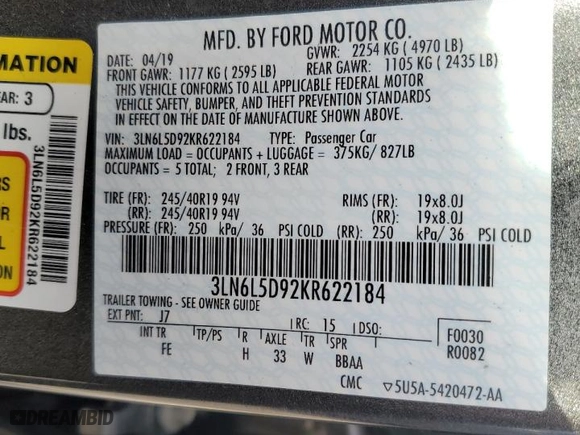 MFD. BY FORD MOTOR CO.
DATE: 04/19 GVWR: 2254 KG ( 4970 LB)
FRONT GAWR: 1177 KG ( 2595 LB) REAR GAWR: 1105 KG ( 2435 LB)
THIS VEHICLE CONFORMS TO ALL APPLICABLE FEDERAL MOTOR
VEHICLE SAFETY, BUMPER, AND THEFT PREVENTION STANDARDS
IN EFFECT ON THE DATE OF MANUFACTURE SHOWN ABOVE.
VIN: 3LN6L5D92KR622184 TYPE: Passenger Car
MAXIMUM LOAD = OCCUPANTS + LUGGAGE = 375KG/ 827LB
OCCUPANTS = 5 TOTAL; 2 FRONT, 3 REAR
TIRE (FR): 245/40R19 94V RIMS (FR): 19x8.0J
(RR): 245/40R19 94V (RR): 19x8.0J
PRESSURE (FR): 250 kPa/ 36 PSI COLD (RR): 250 kPa/ 36 PSI COLD
3LN6L5D92KR622184
TRAILER TOWING - SEE OWNER GUIDE
EXT PNT: J7 RC: 15 DSO: F0030
INT TR TP/PS R AXLE TR SPR R0082
FE H 33 W BBAA
CMC ▽5U5A-5420472-AA
MATION
AR: 3
lbs.
RS
OR
L
ON
3LN6L5D92KR622184
DREAMBID